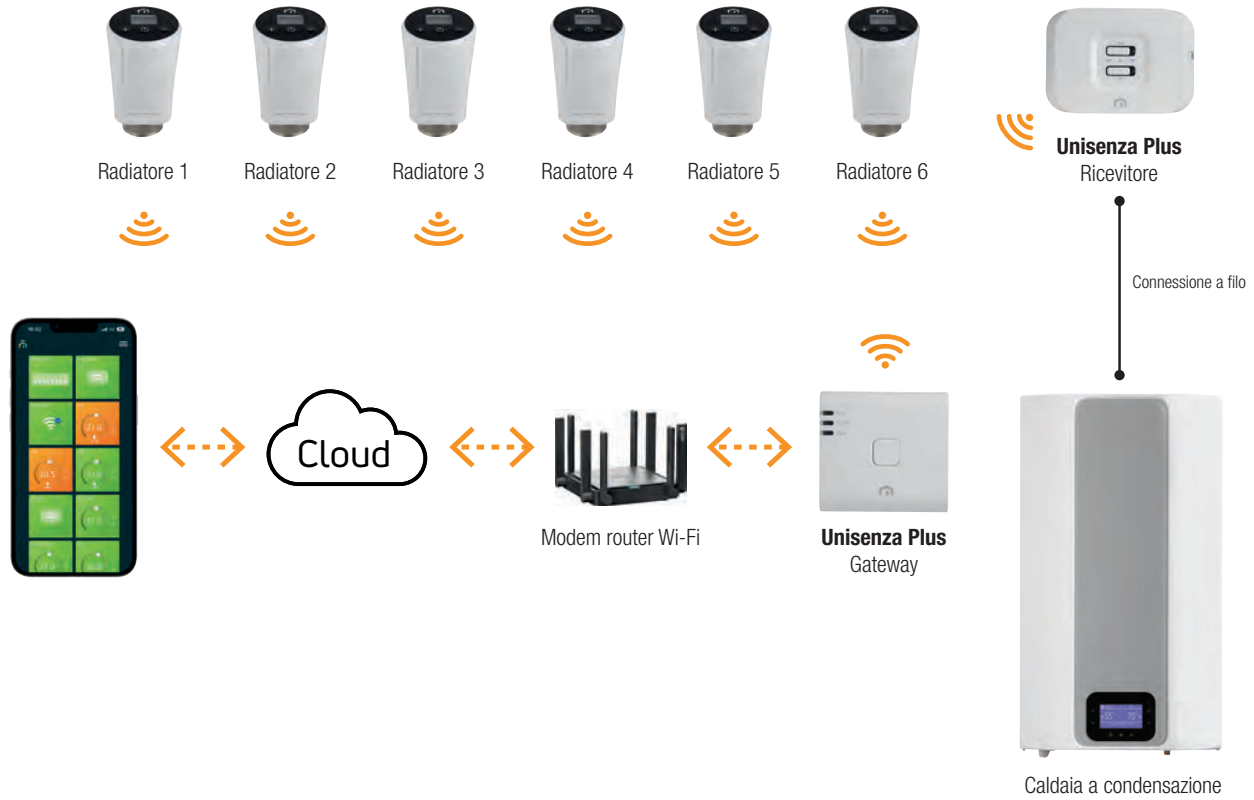 Radiatore 1
Radiatore 2
Radiatore 3
Radiatore 4
Radiatore 5
Radiatore 6
Unisenza Plus
Ricevitore
Connessione a filo
Cloud
Modem router Wi-Fi
Unisenza Plus
Gateway
Caldaia a condensazione